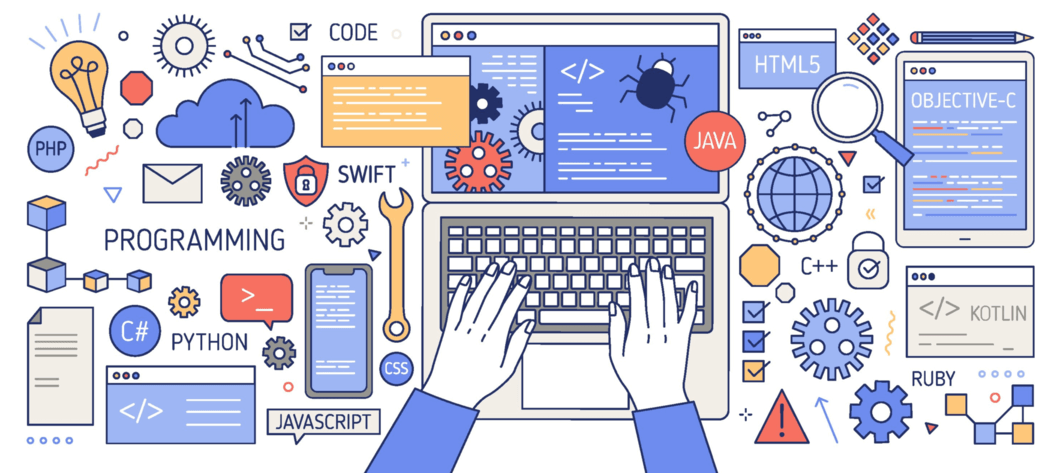 CODE
</>
HTML5
OBJECTIVE-C
JAVA
PHP
SWIFT
PROGRAMMING
C++
>_
C#
PYTHON
</>
KOTLIN
CSS
RUBY
</>
JAVASCRIPT